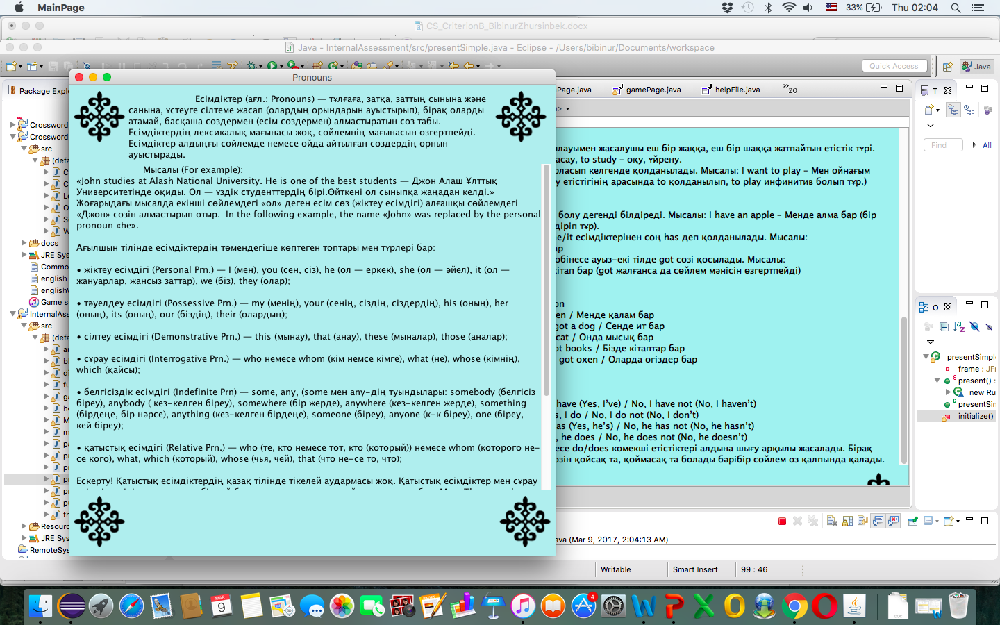 MainPage
33%
Thu 02:04
CS_CriterionB_BibinurZhursinbek.docx
Java - InternalAssessment/src/presentSimple.java - Eclipse - /Users/bibinur/Documents/workspace
Quick Access
Java
Package Explo
Pronouns
Page.java
gamePage.java
helpFile.java
20
T
Есімдіктер (ағл.: Pronouns) — тұлғаға, затқа, заттың сынына және
санына, үстеуге сілтеме жасап (олардың орындарын ауыстырып), бірақ оларды
атамай, басқаша сөздермен (есім сөздермен) алмастыратын сөз табы.
Есімдіктердің лексикалық мағынасы жоқ, сөйлемнің мағынасын өзгертпейді.
Есімдіктер алдыңғы сөйлемде немесе ойда айтылған сөздердің орнын
ауыстырады.
Мысалы (For example):
«John studies at Alash National University. He is one of the best students — Джон Алаш Ұлттық
Университетінде оқиды. Ол — үздік студенттердің бірі.Өйткені ол сыныпқа жаңадан келді.»
Жоғарыдағы мысалда екінші сөйлемдегі «ол» деген есім сөз (жіктеу есімдігі) алғашқы сөйлемдегі
«Джон» сөзін алмастырып отыр.  In the following example, the name «John» was replaced by the personal
pronoun «he».
Ағылшын тілінде есімдіктердің төмендегіше көптеген топтары мен түрлері бар:
• жіктеу есімдігі (Personal Prn.) — I (мен), you (сен, сіз), he (ол — еркек), she (ол — әйел), it (ол —
жануарлар, жансыз заттар), we (біз), they (олар);
• тәуелдеу есімдігі (Possessive Prn.) — my (менің), your (сенің, сіздің, сіздердің), his (оның), her
(оның), its (оның), our (біздің), their (олардың);
• сілтеу есімдігі (Demonstrative Prn.) — this (мынау), that (анау), these (мыналар), those (аналар);
• сұрау есімдігі (Interrogative Prn.) — who немесе whom (кім немсе кімге), what (не), whose (кімнің),
which (қайсы);
• белгісіздік есімдігі (Indefinite Prn) — some, any, (some мен any-дің туындылары: somebody (белгісіз
біреу), anybody ( кез-келген біреу), somewhere (бір жерде), anywhere (кез-келген жерде), something
(бірдеңе, бір нәрсе), anything (кез-келген бірдеңе), someone (біреу), anyone (к-к біреу), one (біреу,
кей біреу);
• қатыстық есімдігі (Relative Prn.) — who (те, кто немесе тот, кто (который)) немесе whom (которого не-
се кого), what, which (который), whose (чья, чей), that (что не-се то, что);
Ескерту! Қатыстық есімдіктердің қазақ тілінде тікелей аудармасы жоқ. Қатыстық есімдіктер мен сұрау
Crossword
Crossword
src
(defa
docs
JRE Sys
Commo
english
english
Game s
InternalAss
src
(defa
Resourc
JRE Sys
RemoteSys
лауымен жасалушы еш бір жаққа, еш бір шаққа жатпайтын етістік түрі.
асау, to study – оқу, үйрену.
рласып келгенде қолданылады. Мысалы: I want to play – Мен ойнағым
у етістігінің арасында to қолданылып, to play инфинитив болып тұр.)
болу дегенді білдіреді. Мысалы: I have an apple – Менде алма бар (бір
діріп тұр).
he/it есімдіктерінен соң has деп қолданылады. Мысалы:
ар
өбінесе ауыз-екі тілде got сөзі қосылады. Мысалы:
кітап бар (got жалғанса да сөйлем мәнісін өзгертпейді)
on
en / Менде қалам бар
got a dog / Сенде ит бар
cat / Онда мысық бар
ot books / Бізде кітаптар бар
e got oxen / Оларда өгіздер бар
have (Yes, I've) / No, I have not (No, I haven't)
s, I do / No, I do not (No, I don't)
as (Yes, he's) / No, he has not (No, he hasn't)
, he does / No, he does not (No, he doesn't)
есе do/does көмекші етістіктері алдына шығу арқылы жасалады. Бірақ
өзін қойсақ та, қоймасақ та болады бәрібір сөйлем өз қалпында қалады.
Find
All
O
presentSimpl
frame : JFr
present() :
new Ru
presentSim
initialize()
ava (Mar 9, 2017, 2:04:13 AM)
Writable
Smart Insert
99 : 46
MAR
9
PAGES
4
DOC